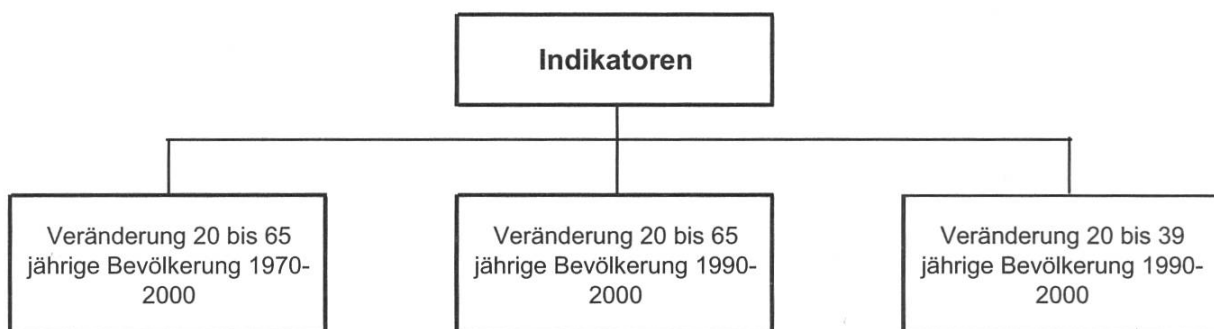 Indikatoren
Veränderung 20 bis 65
jährige Bevölkerung 1970-
2000
Veränderung 20 bis 65
jährige Bevölkerung 1990-
2000
Veränderung 20 bis 39
jährige Bevölkerung 1990-
2000